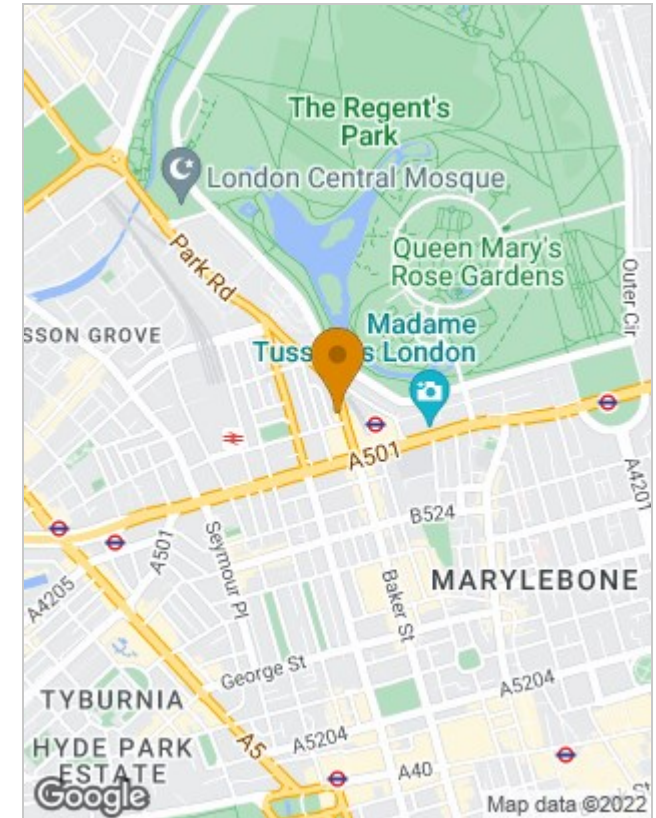 The Regent's
Park
London Central Mosque
Park Rd
Queen Mary's
Rose Gardens
Outer Cir
SSON GROVE
Madame
Tuss s London
A501
A4201
B524
A501
Seymour Pl
A4205
MARYLEBONE
Baker St
George St
A5204
TYBURNIA
A5
A5204
HYDE PARK
ESTATE
A40
Google
Map data ©2022